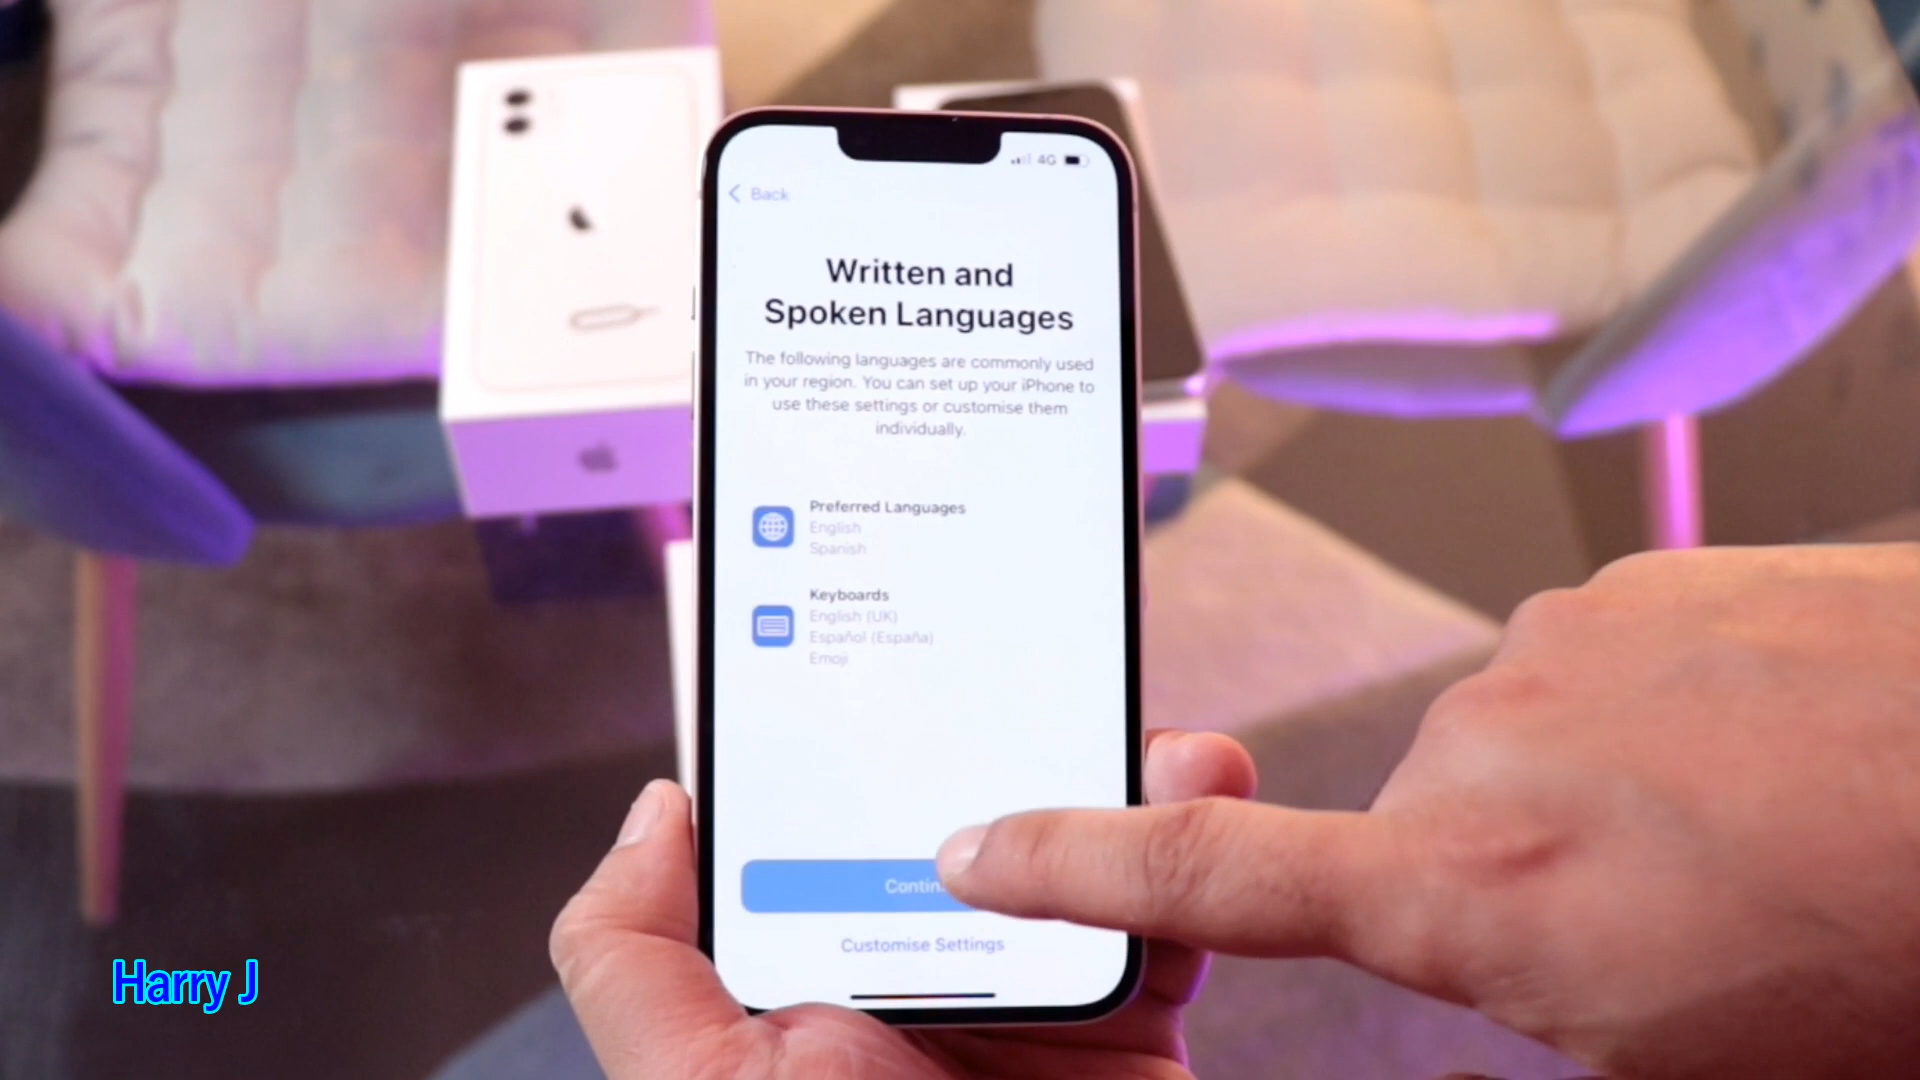 4G
Back
Written and
Spoken Languages
The following languages are commonly used
in your region. You can set up your iPhone to
use these settings or customise them
individually.
Preferred Languages
English
Spanish
Keyboards
English (UK)
Español (España)
Emoji
Contin
Customise Settings
Harry J